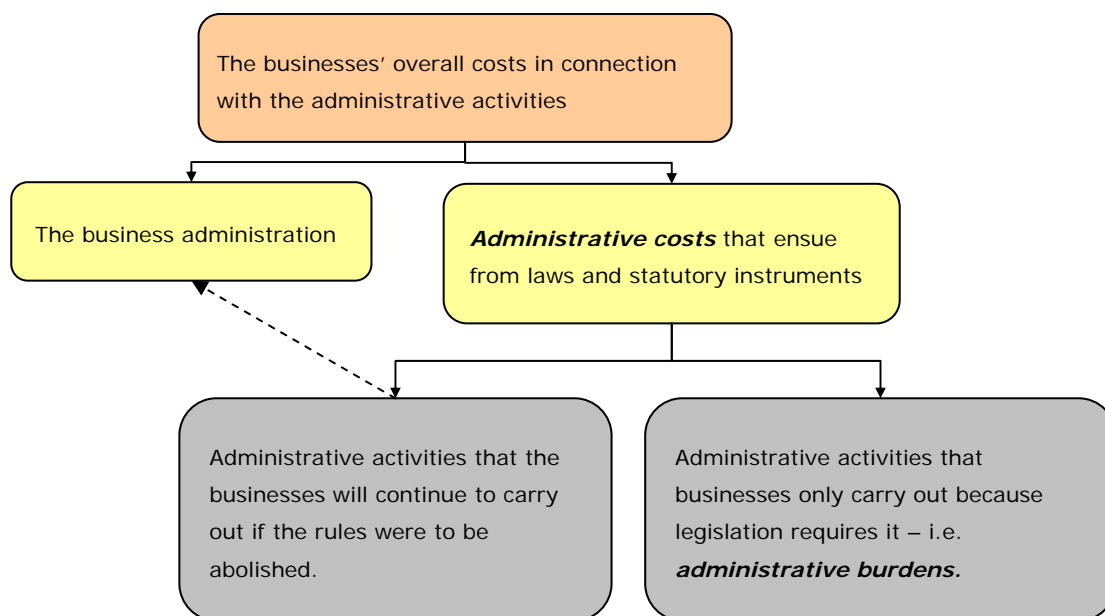 The businesses’ overall costs in connection
with the administrative activities
The business administration
Administrative costs that ensue
from laws and statutory instruments
Administrative activities that the
businesses will continue to carry
out if the rules were to be
abolished.
Administrative activities that
businesses only carry out because
legislation requires it – i.e.
administrative burdens.